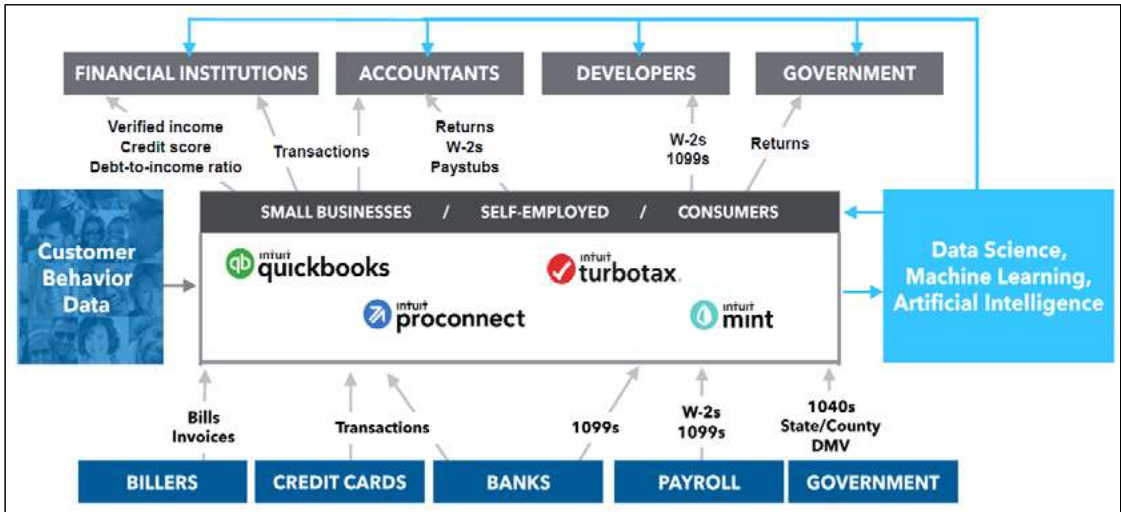 FINANCIAL INSTITUTIONS
ACCOUNTANTS
DEVELOPERS
GOVERNMENT
Verified income
Credit score
Debt-to-income ratio
Transactions
Returns
W-2s
Paystubs
W-2s
1099s
Returns
SMALL BUSINESSES / SELF-EMPLOYED / CONSUMERS
Customer
Behavior
Data
intuit
quickbooks
intuit
turbotax.
intuit
proconnect
intuit
mint
Data Science,
Machine Learning,
Artificial Intelligence
Bills
Invoices
Transactions
1099s
W-2s
1099s
1040s
State/County
DMV
BILLERS
CREDIT CARDS
BANKS
PAYROLL
GOVERNMENT